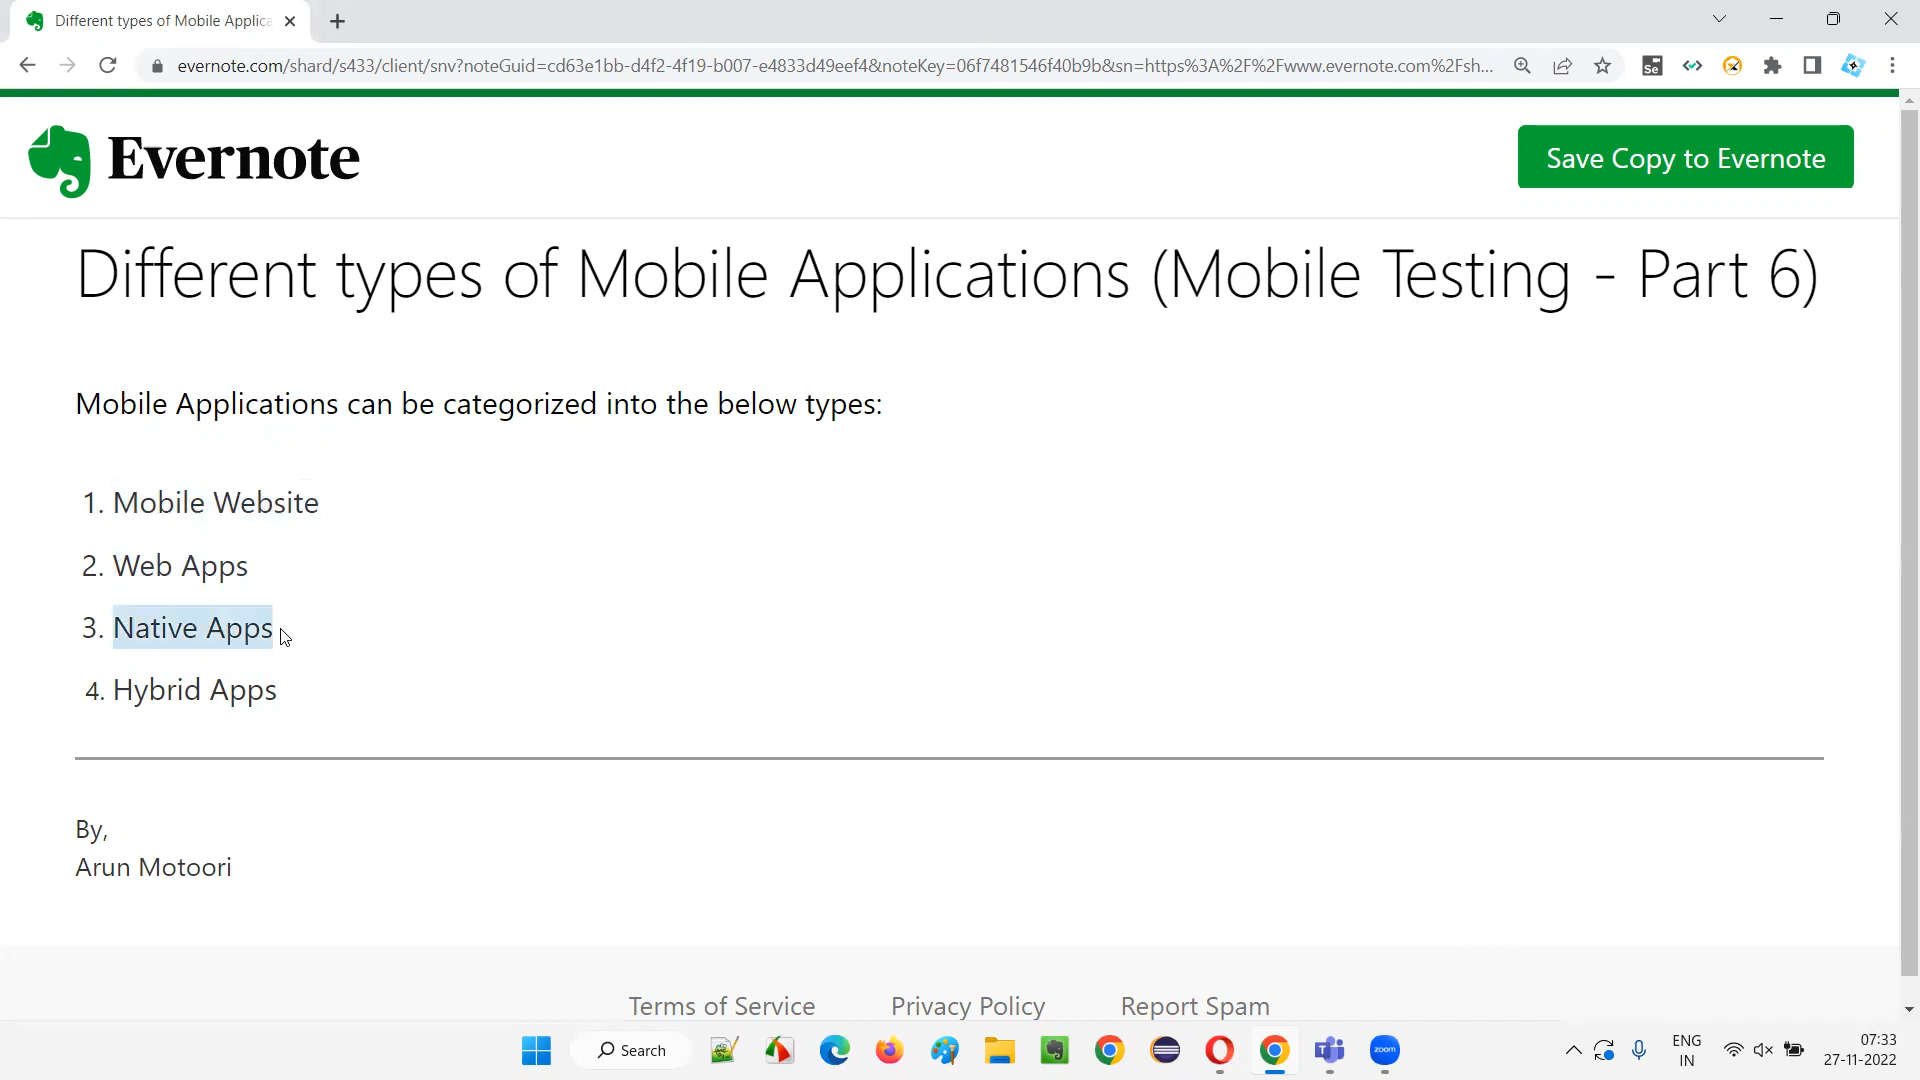 Different types of Mobile Applica
evernote.com/shard/s433/client/snv?noteGuid=cd63e1bb-d4f2-4f19-b007-e4833d49eef4&noteKey=06f7481546f40b9b&sn=https%3A%2F%2Fwww.evernote.com%2Fsh...
Se
Evernote
Save Copy to Evernote
Different types of Mobile Applications (Mobile Testing - Part 6)
Mobile Applications can be categorized into the below types:
1. Mobile Website
2. Web Apps
3. Native Apps
4. Hybrid Apps
By,
Arun Motoori
Terms of Service Privacy Policy Report Spam
Search
zoom
ENG
IN
07:33
27-11-2022